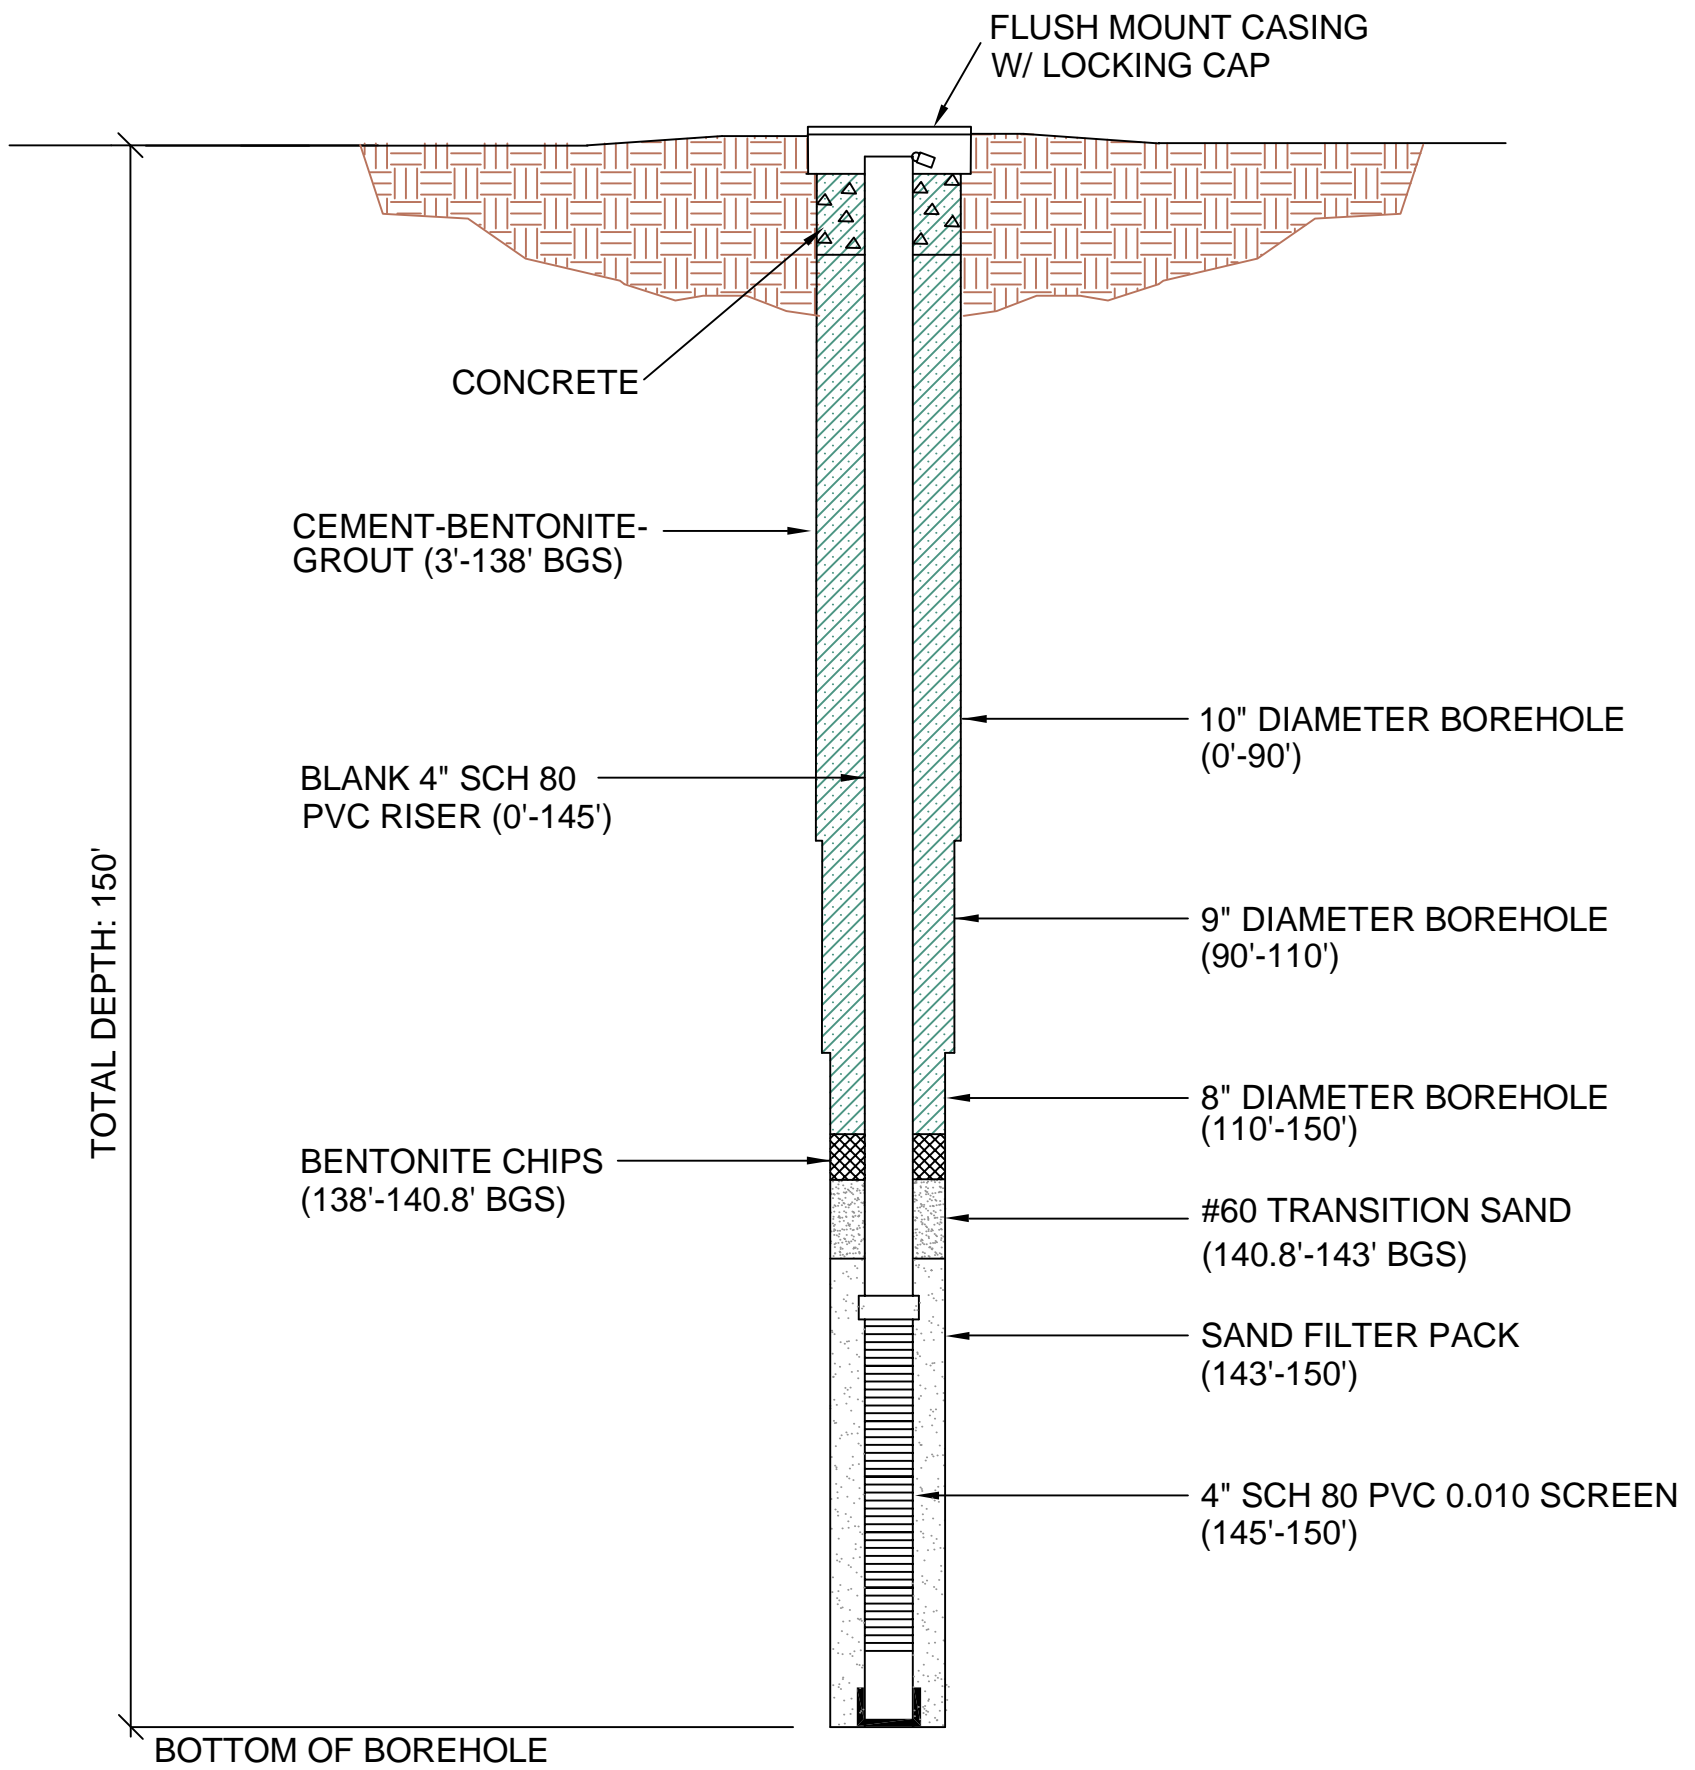 FLUSH MOUNT CASING
W/ LOCKING CAP
CONCRETE
CEMENT-BENTONITE-
GROUT (3'-138' BGS)
10" DIAMETER BOREHOLE
(0'-90')
BLANK 4" SCH 80
PVC RISER (0'-145')
TOTAL DEPTH: 150'
9" DIAMETER BOREHOLE
(90'-110')
8" DIAMETER BOREHOLE
(110'-150')
BENTONITE CHIPS
(138'-140.8' BGS)
#60 TRANSITION SAND
(140.8'-143' BGS)
SAND FILTER PACK
(143'-150')
4" SCH 80 PVC 0.010 SCREEN
(145'-150')
BOTTOM OF BOREHOLE